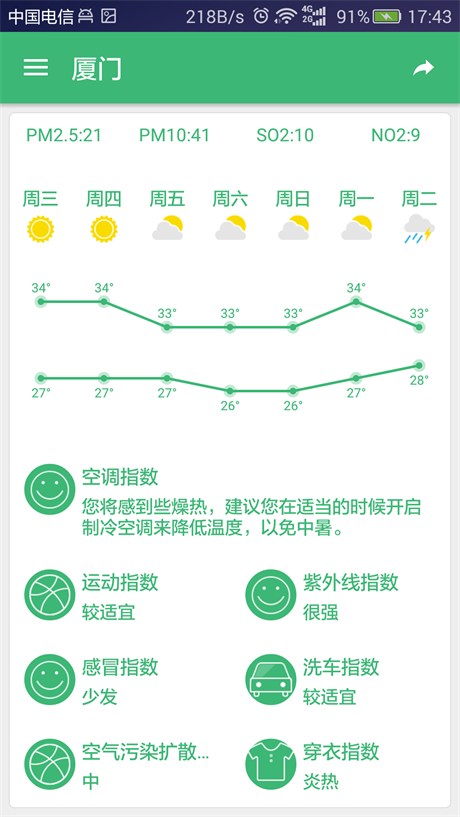 中国电信 218B/s 4G 2G 91% 17:43
厦门
PM2.5:21 PM10:41 SO2:10 NO2:9
周三 周四 周五 周六 周日 周一 周二
34° 34° 33° 33° 33° 34° 33°
27° 27° 27° 26° 26° 27° 28°
空调指数
您将感到些燥热，建议您在适当的时候开启
制冷空调来降低温度，以免中暑。
运动指数 紫外线指数
较适宜 很强
感冒指数 洗车指数
少发 较适宜
空气污染扩散... 穿衣指数
中 炎热